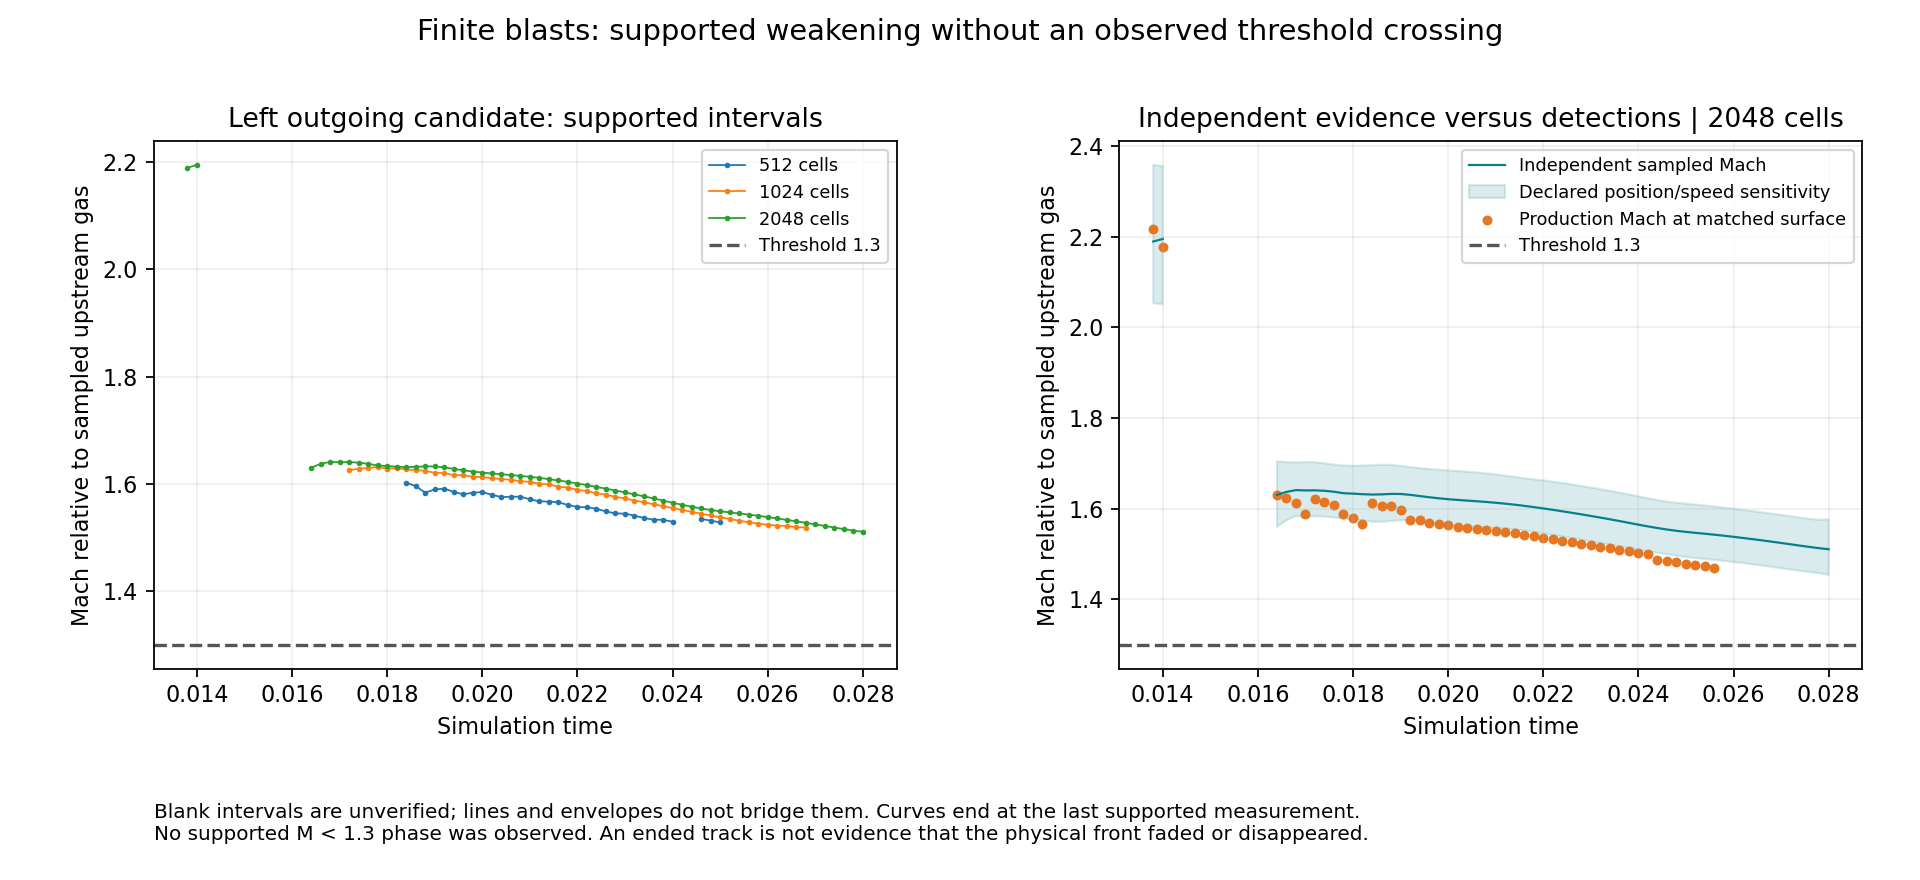 Finite blasts: supported weakening without an observed threshold crossing
Left outgoing candidate: supported intervals
Mach relative to sampled upstream gas
2.2
2.0
1.8
1.6
1.4
512 cells
1024 cells
2048 cells
Threshold 1.3
0.014 0.016 0.018 0.020 0.022 0.024 0.026 0.028
Simulation time
Independent evidence versus detections | 2048 cells
Mach relative to sampled upstream gas
2.4
2.2
2.0
1.8
1.6
1.4
Independent sampled Mach
Declared position/speed sensitivity
Production Mach at matched surface
Threshold 1.3
0.014 0.016 0.018 0.020 0.022 0.024 0.026 0.028
Simulation time
Blank intervals are unverified; lines and envelopes do not bridge them. Curves end at the last supported measurement.
No supported M < 1.3 phase was observed. An ended track is not evidence that the physical front faded or disappeared.